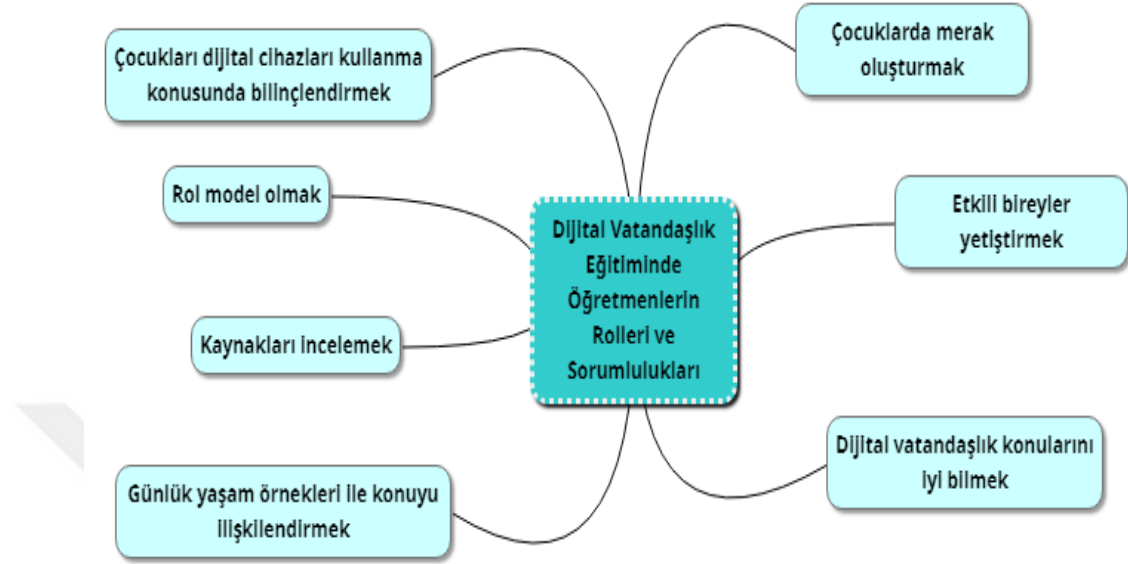 Çocukları dijital cihazları kullanma
konusunda bilinçlendirmek
Çocuklarda merak
oluşturmak
Rol model olmak
Etkili bireyler
yetiştirmek
Dijital Vatandaşlık
Eğitiminde
Öğretmenlerin
Rolleri ve
Sorumlulukları
Kaynakları incelemek
Dijital vatandaşlık konularını
iyi bilmek
Günlük yaşam örnekleri ile konuyu
ilişkilendirmek